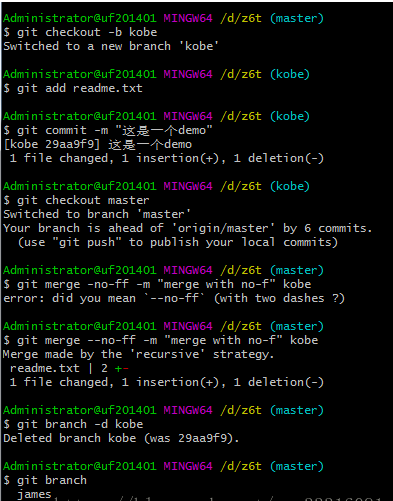 Administrator@uf201401 MINGW64 /d/z6t (master)
$ git checkout -b kobe
Switched to a new branch 'kobe'
Administrator@uf201401 MINGW64 /d/z6t (kobe)
$ git add readme.txt
Administrator@uf201401 MINGW64 /d/z6t (kobe)
$ git commit -m "这是一个demo"
[kobe 29aa9f9] 这是一个demo
1 file changed, 1 insertion(+), 1 deletion(-)
Administrator@uf201401 MINGW64 /d/z6t (kobe)
$ git checkout master
Switched to branch 'master'
Your branch is ahead of 'origin/master' by 6 commits.
(use "git push" to publish your local commits)
Administrator@uf201401 MINGW64 /d/z6t (master)
$ git merge -no-ff -m "merge with no-f" kobe
error: did you mean `--no-ff` (with two dashes ?)
Administrator@uf201401 MINGW64 /d/z6t (master)
$ git merge --no-ff -m "merge with no-f" kobe
Merge made by the 'recursive' strategy.
readme.txt | 2 +-
1 file changed, 1 insertion(+), 1 deletion(-)
Administrator@uf201401 MINGW64 /d/z6t (master)
$ git branch -d kobe
Deleted branch kobe (was 29aa9f9).
Administrator@uf201401 MINGW64 /d/z6t (master)
$ git branch
james